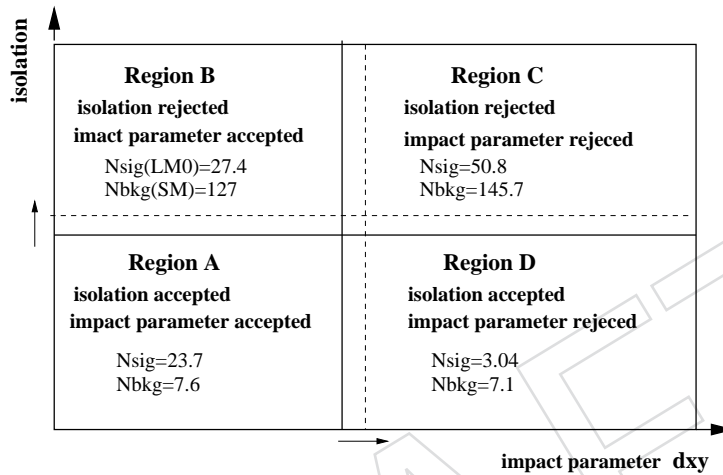 isolation
Region B
isolation rejected
imact parameter accepted
Nsig(LM0)=27.4
Nbkg(SM)=127
Region C
isolation rejected
impact parameter rejeced
Nsig=50.8
Nbkg=145.7
Region A
isolation accepted
impact parameter accepted
Nsig=23.7
Nbkg=7.6
Region D
isolation accepted
impact parameter rejeced
Nsig=3.04
Nbkg=7.1
impact parameter dxy